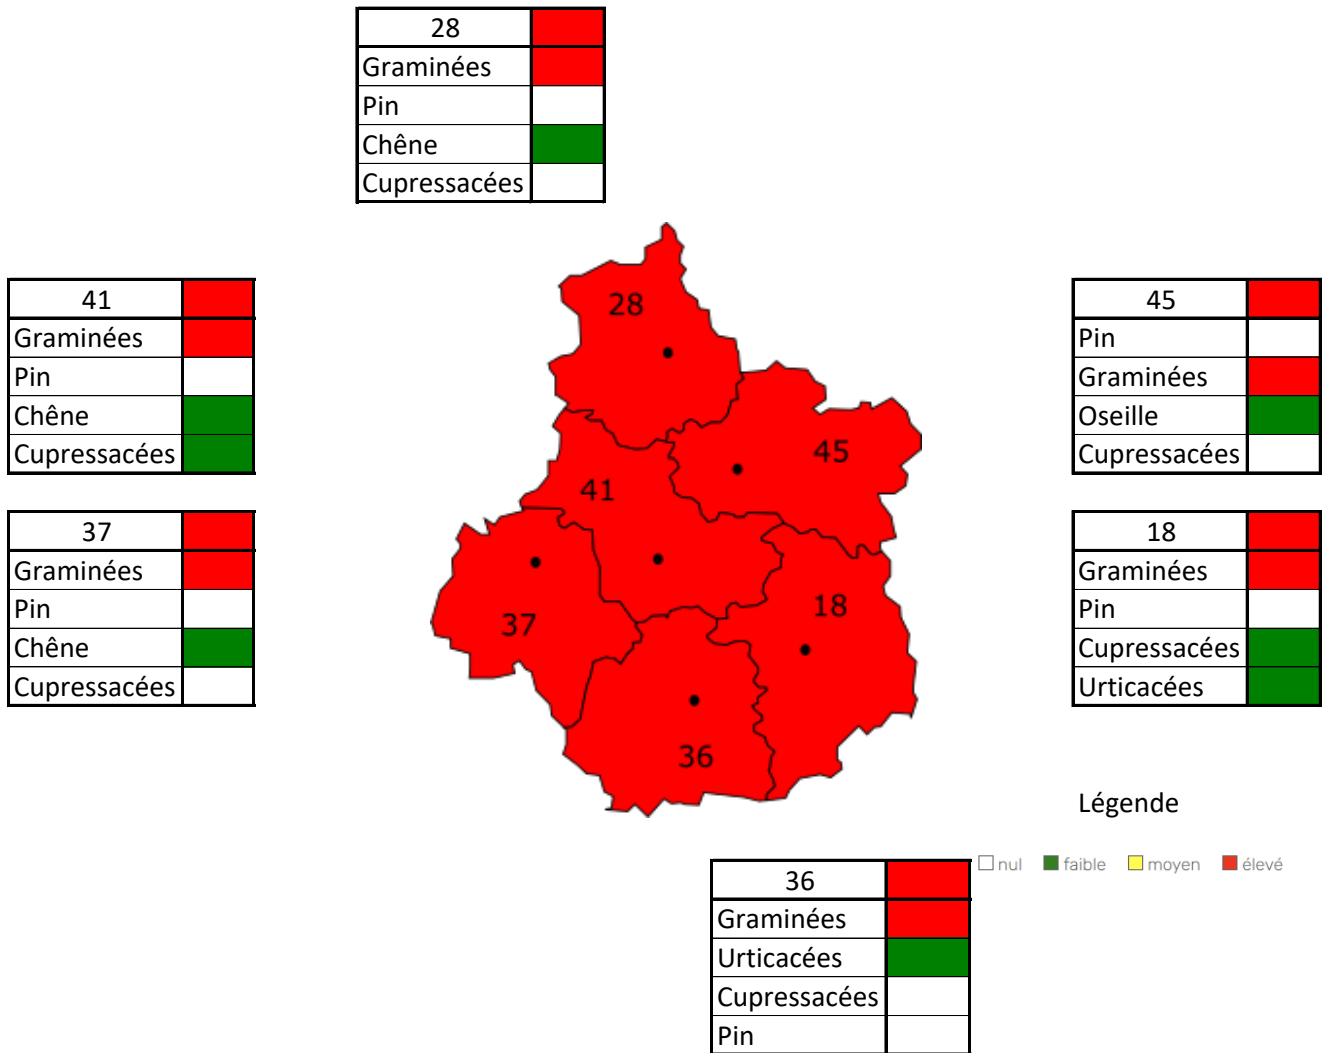 28
Graminées
Pin
Chêne
Cupressacées
41
Graminées
Pin
Chêne
Cupressacées
37
Graminées
Pin
Chêne
Cupressacées
28
45
41
18
37
36
45
Pin
Graminées
Oseille
Cupressacées
18
Graminées
Pin
Cupressacées
Urticacées
Légende
nul faible moyen élevé
36
Graminées
Urticacées
Cupressacées
Pin